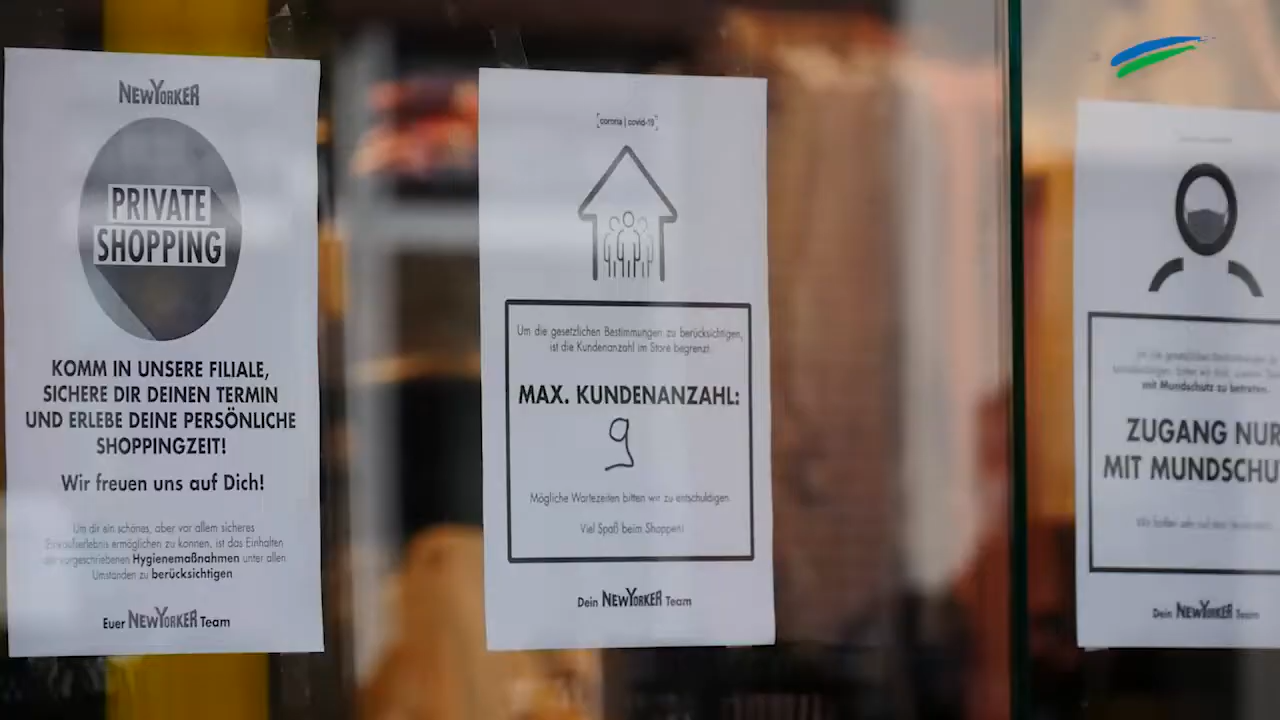 NEWYORKER
PRIVATE
SHOPPING
KOMM IN UNSERE FILIALE,
SICHERE DIR DEINEN TERMIN
UND ERLEBE DEINE PERSÖNLICHE
SHOPPINGZEIT!
Wir freuen uns auf Dich!
Um dir ein schönes, aber vor allem sicheres
Einkaufserlebnis ermöglichen zu können, ist das Einhalten
der vorgeschriebenen Hygienemaßnahmen unter allen
Umständen zu berücksichtigen
Euer NEWYORKER Team
[corona | covid-19]
Um die gesetzlichen Bestimmungen zu berücksichtigen,
ist die Kundenanzahl im Store begrenzt.
MAX. KUNDENANZAHL:
9
Mögliche Wartezeiten bitten wir zu entschuldigen.
Viel Spaß beim Shoppen!
Dein NEWYORKER Team
mit Mundschutz zu betreten.
ZUGANG NUR
MIT MUNDSCHU
Dein NEWYORKER Team